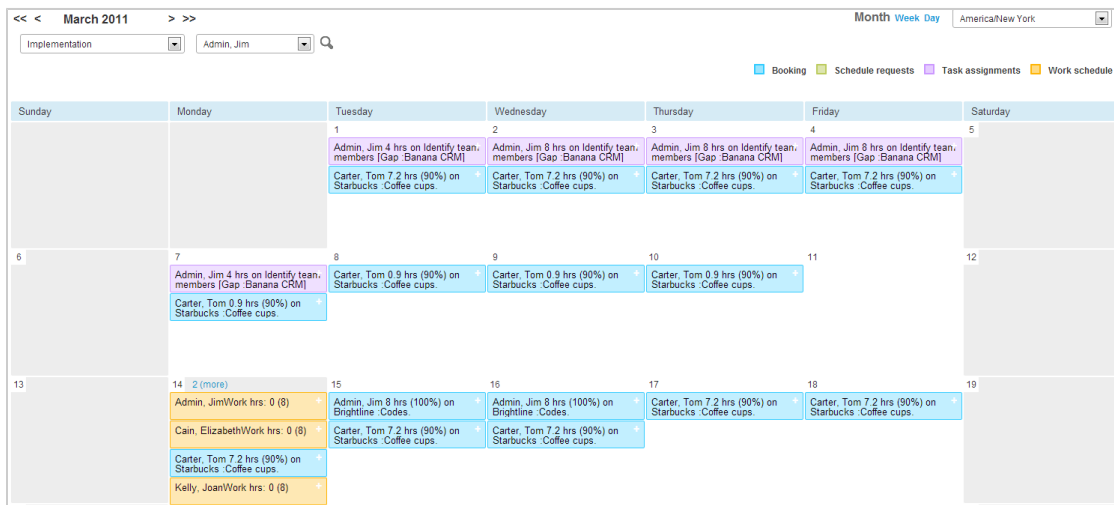 << < March 2011 > >> Month Week Day America/New York
Implementation Admin, Jim
Booking Schedule requests Task assignments Work schedule
Sunday Monday Tuesday Wednesday Thursday Friday Saturday
1 2 3 4 5
Admin, Jim 4 hrs on Identify team
members [Gap :Banana CRM]
Admin, Jim 8 hrs on Identify team
members [Gap :Banana CRM]
Admin, Jim 8 hrs on Identify team
members [Gap :Banana CRM]
Admin, Jim 8 hrs on Identify team
members [Gap :Banana CRM]
Carter, Tom 7.2 hrs (90%) on
Starbucks :Coffee cups.
Carter, Tom 7.2 hrs (90%) on
Starbucks :Coffee cups.
Carter, Tom 7.2 hrs (90%) on
Starbucks :Coffee cups.
Carter, Tom 7.2 hrs (90%) on
Starbucks :Coffee cups.
6 7 8 9 10 11 12
Admin, Jim 4 hrs on Identify team
members [Gap :Banana CRM]
Carter, Tom 0.9 hrs (90%) on
Starbucks :Coffee cups.
Carter, Tom 0.9 hrs (90%) on
Starbucks :Coffee cups.
Carter, Tom 0.9 hrs (90%) on
Starbucks :Coffee cups.
Carter, Tom 0.9 hrs (90%) on
Starbucks :Coffee cups.
13 14 2 (more) 15 16 17 18 19
Admin, JimWork hrs: 0 (8)
Cain, ElizabethWork hrs: 0 (8)
Carter, Tom 7.2 hrs (90%) on
Starbucks :Coffee cups.
Kelly, JoanWork hrs: 0 (8)
Admin, Jim 8 hrs (100%) on
Brightline :Codes.
Carter, Tom 7.2 hrs (90%) on
Starbucks :Coffee cups.
Admin, Jim 8 hrs (100%) on
Brightline :Codes.
Carter, Tom 7.2 hrs (90%) on
Starbucks :Coffee cups.
Carter, Tom 7.2 hrs (90%) on
Starbucks :Coffee cups.
Carter, Tom 7.2 hrs (90%) on
Starbucks :Coffee cups.